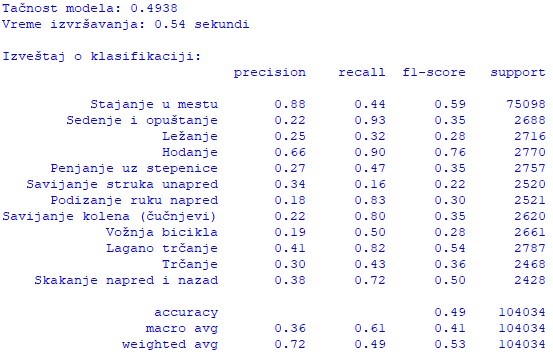 Tačnost modela: 0.4938
Vreme izvršavanja: 0.54 sekundi
Izveštaj o klasifikaciji:
precision recall f1-score support
Stajanje u mestu 0.88 0.44 0.59 75098
Sedenje i opuštanje 0.22 0.93 0.35 2688
Ležanje 0.25 0.32 0.28 2716
Hodanje 0.66 0.90 0.76 2770
Penjanje uz stepenice 0.27 0.47 0.35 2757
Savijanje struka unapred 0.34 0.16 0.22 2520
Podizanje ruku napred 0.18 0.83 0.30 2521
Savijanje kolena (čučnjevi) 0.22 0.80 0.35 2620
Vožnja bicikla 0.19 0.50 0.28 2661
Lagano trčanje 0.41 0.82 0.54 2787
Trčanje 0.30 0.43 0.36 2468
Skakanje napred i nazad 0.38 0.72 0.50 2428
accuracy 0.49 104034
macro avg 0.36 0.61 0.41 104034
weighted avg 0.72 0.49 0.53 104034